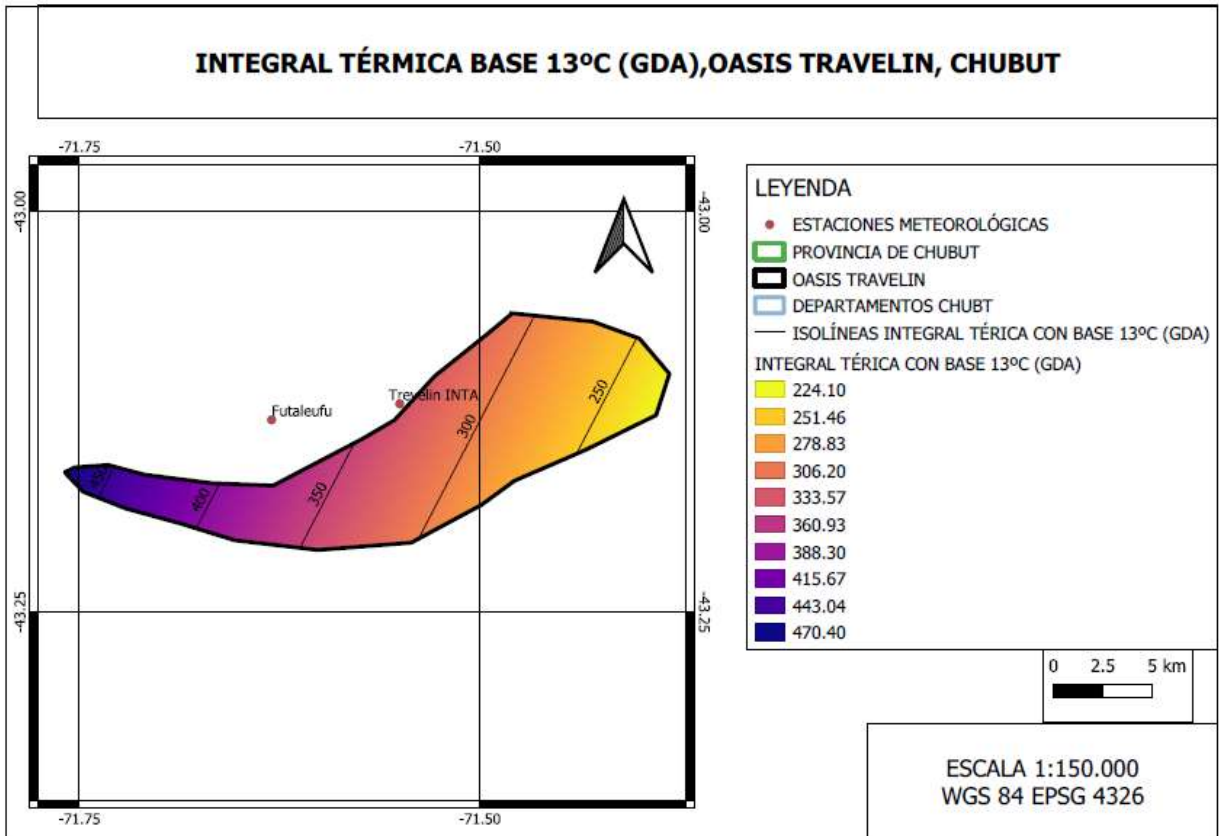 INTEGRAL TÉRMICA BASE 13ºC (GDA),OASIS TRAVELIN, CHUBUT
-71.75
-71.50
-43.00
-43.00
LEYENDA
ESTACIONES METEOROLÓGICAS
PROVINCIA DE CHUBUT
OASIS TRAVELIN
DEPARTAMENTOS CHUBT
ISOLÍNEAS INTEGRAL TÉRICA CON BASE 13ºC (GDA)
INTEGRAL TÉRICA CON BASE 13ºC (GDA)
224.10
251.46
278.83
306.20
333.57
360.93
388.30
415.67
443.04
470.40
Futaleufu
Trevelin INTA
250
300
350
400
450
-43.25
-43.25
-71.75
-71.50
0 2.5 5 km
ESCALA 1:150.000
WGS 84 EPSG 4326